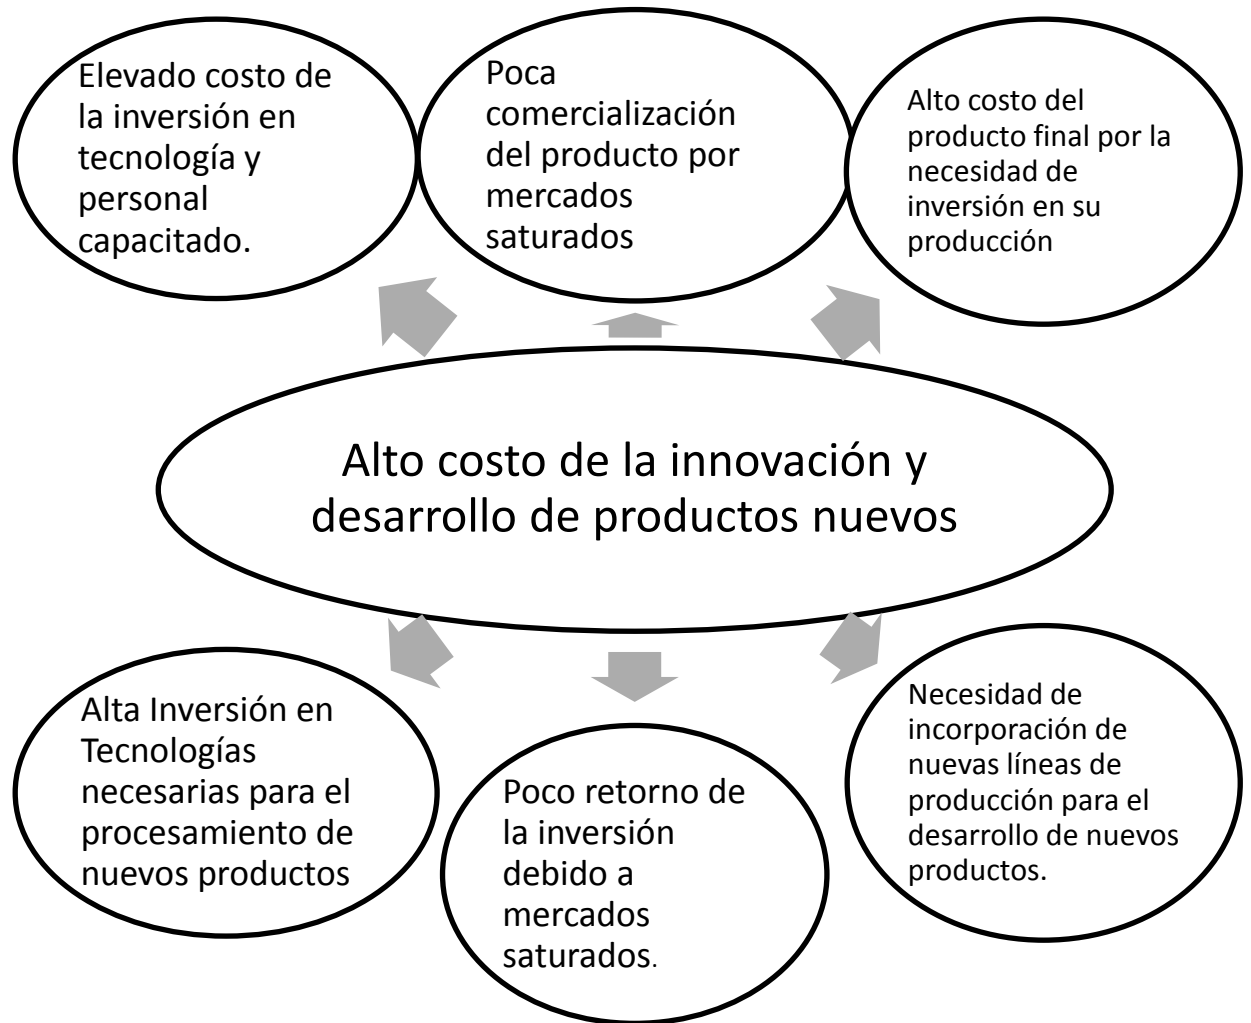 Elevado costo de
la inversión en
tecnología y
personal
capacitado.
Poca
comercialización
del producto por
mercados
saturados
Alto costo del
producto final por la
necesidad de
inversión en su
producción
Alto costo de la innovación y
desarrollo de productos nuevos
Alta Inversión en
Tecnologías
necesarias para el
procesamiento de
nuevos productos
Poco retorno de
la inversión
debido a
mercados
saturados.
Necesidad de
incorporación de
nuevas líneas de
producción para el
desarrollo de nuevos
productos.